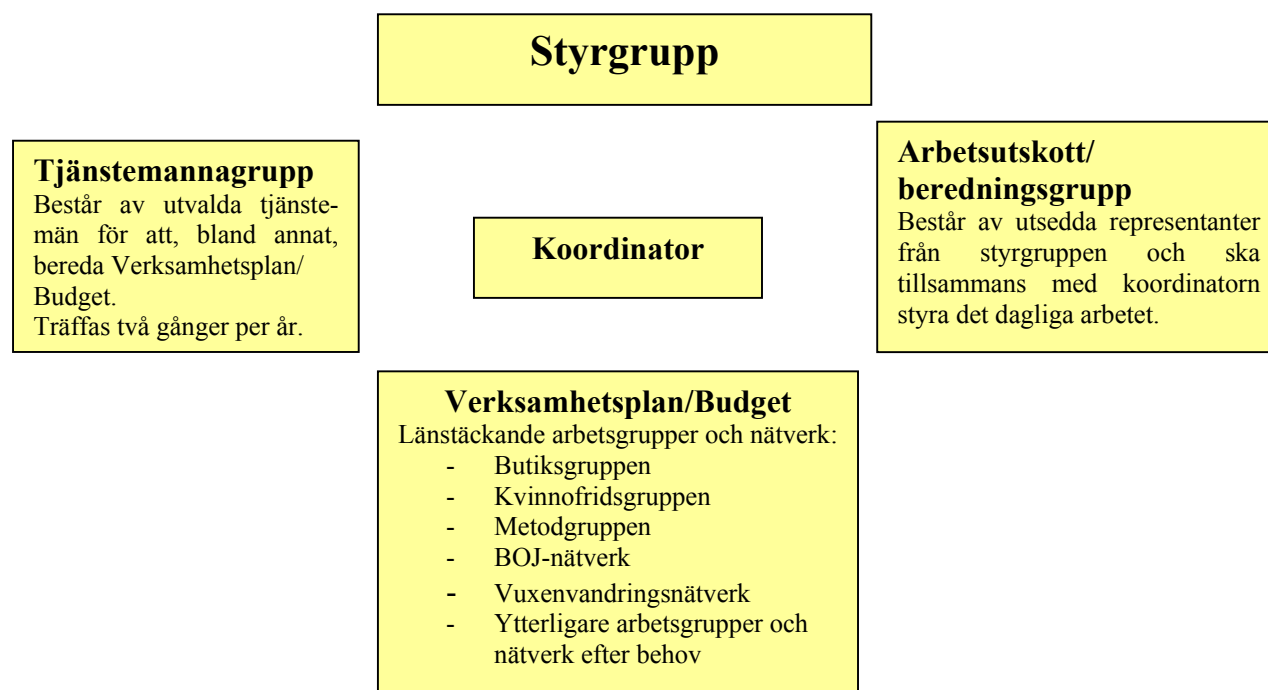 Styrgrupp
Tjänstemannagrupp
Består av utvalda tjänste-
män för att, bland annat,
bereda Verksamhetsplan/
Budget.
Träffas två gånger per år.
Koordinator
Arbetsutskott/
beredningsgrupp
Består av utsedda representanter
från styrgruppen och ska
tillsammans med koordinatorn
styra det dagliga arbetet.
Verksamhetsplan/Budget
Länstäckande arbetsgrupper och nätverk:
- Butiksgruppen
- Kvinnofridsgruppen
- Metodgruppen
- BOJ-nätverk
- Vuxenvandringsnätverk
- Ytterligare arbetsgrupper och
nätverk efter behov